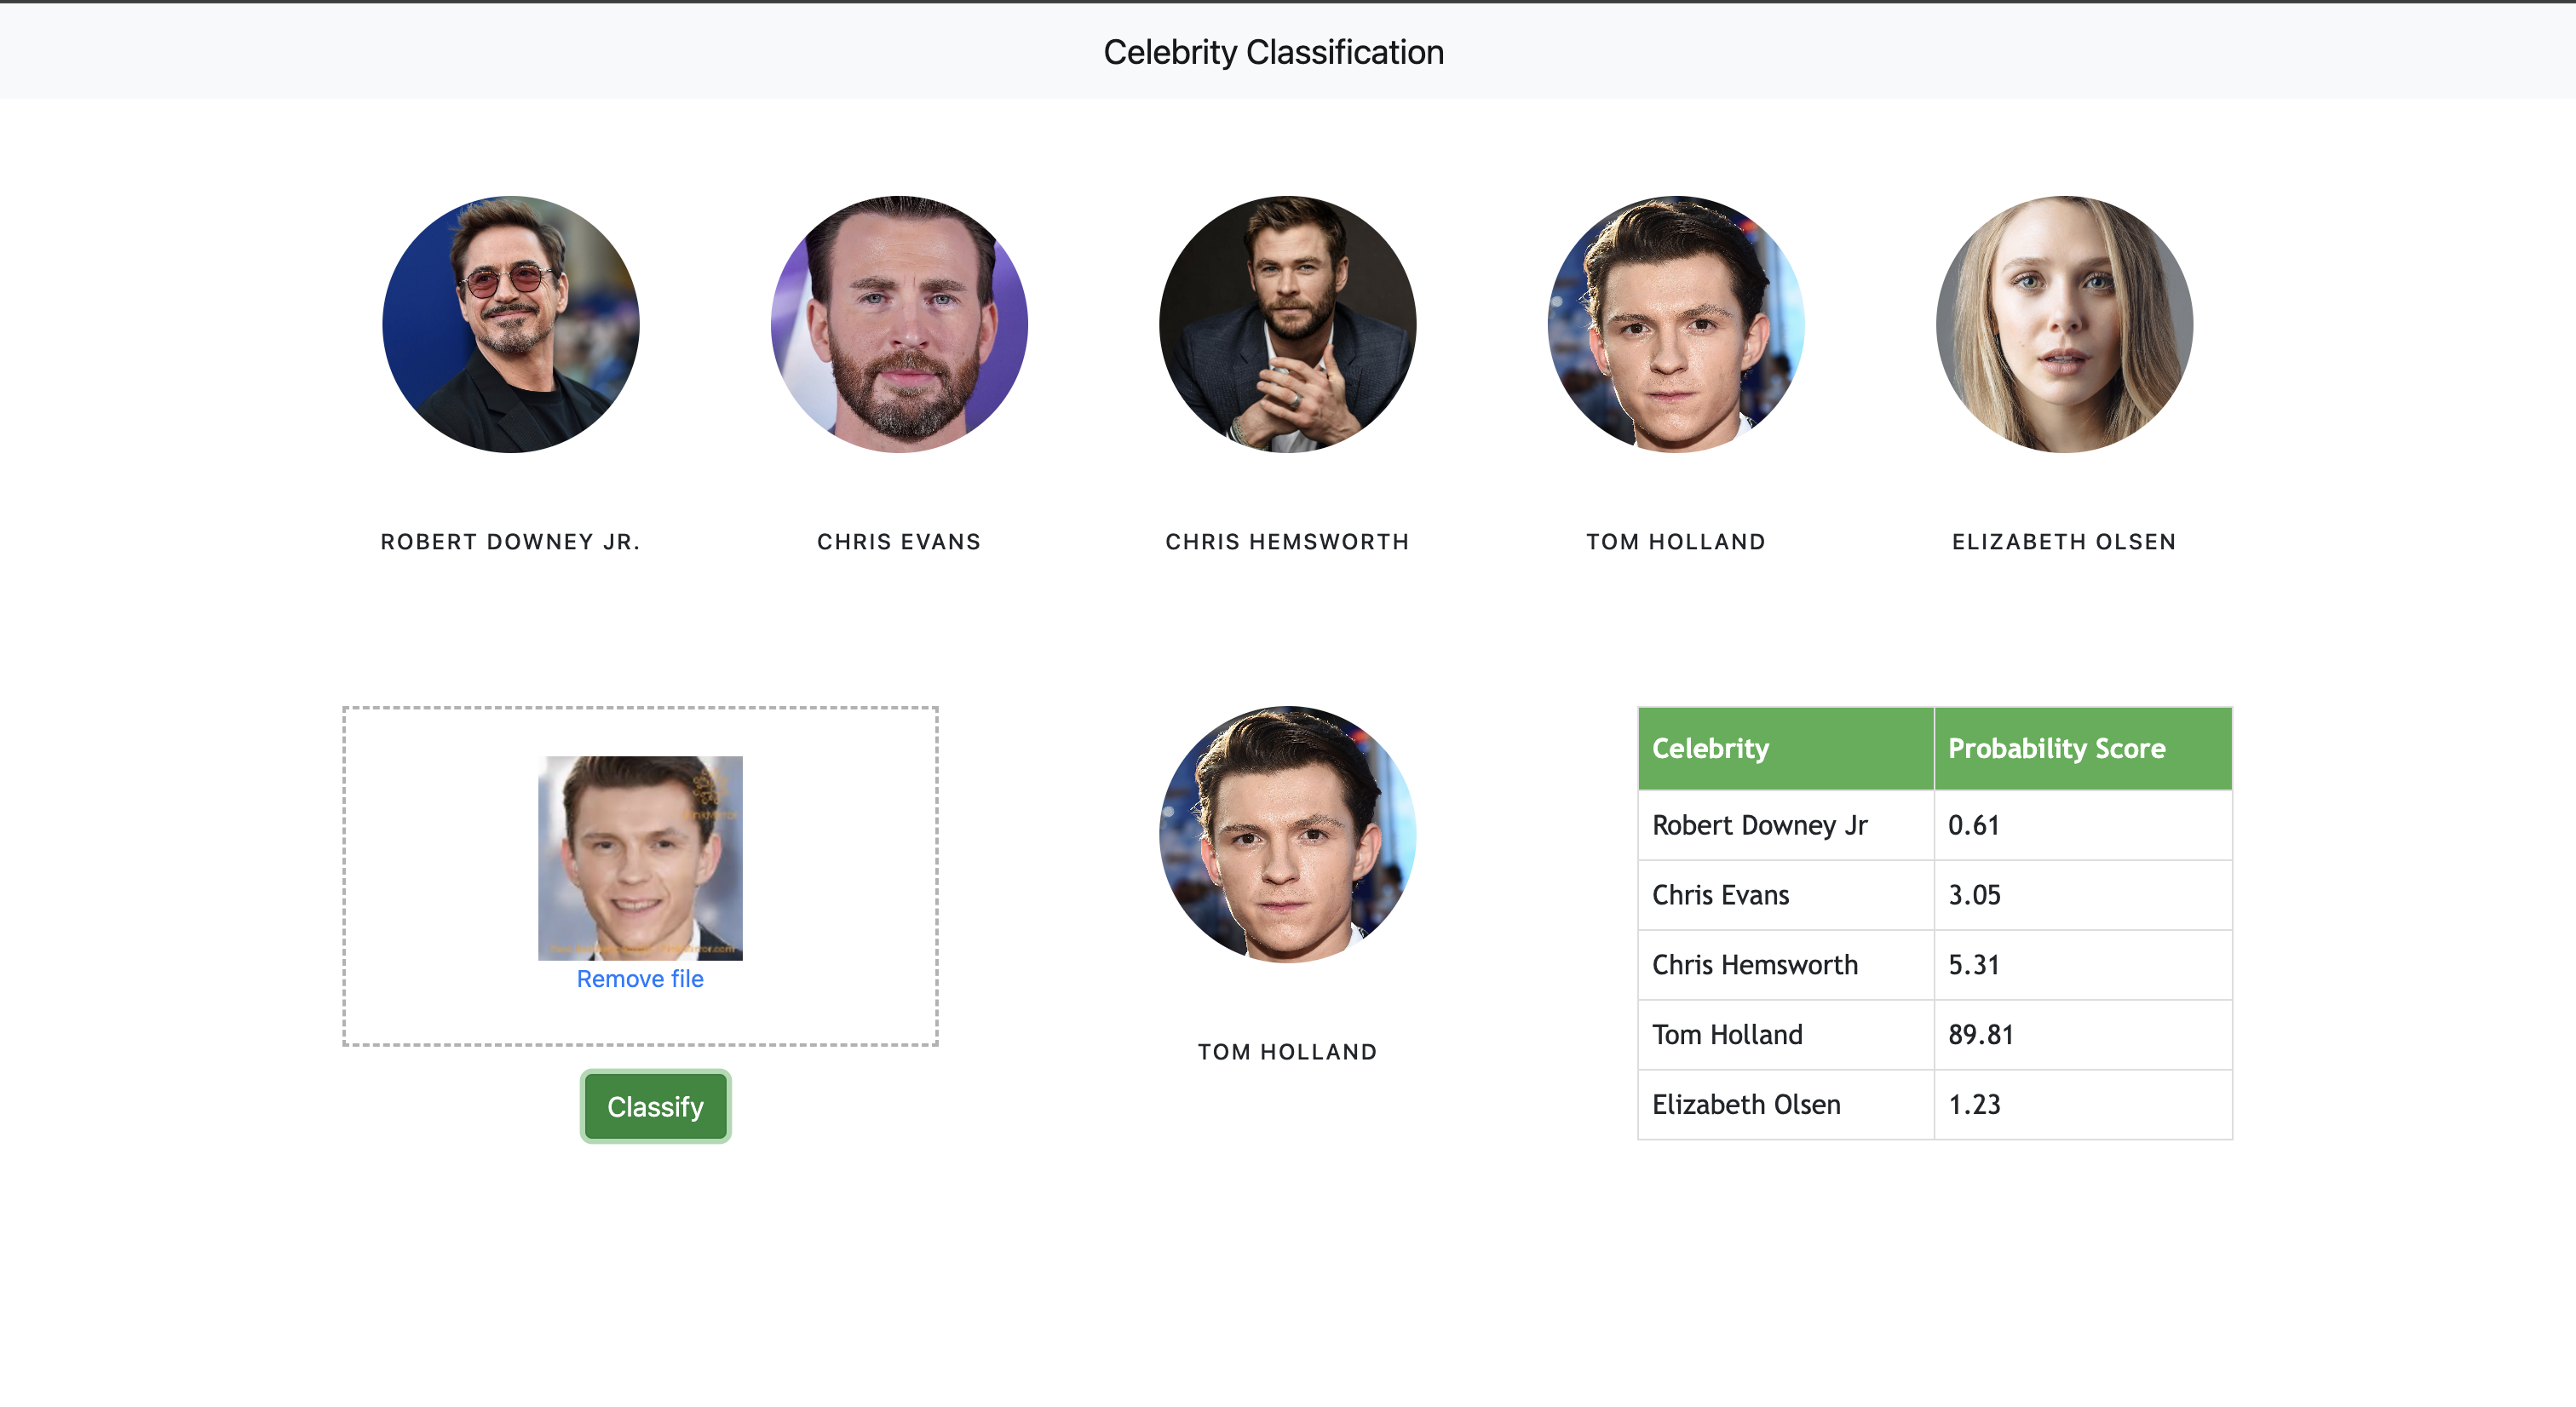 Celebrity Classification
ROBERT DOWNEY JR. CHRIS EVANS CHRIS HEMSWORTH TOM HOLLAND ELIZABETH OLSEN
Remove file
Classify
TOM HOLLAND
Celebrity Probability Score
Robert Downey Jr 0.61
Chris Evans 3.05
Chris Hemsworth 5.31
Tom Holland 89.81
Elizabeth Olsen 1.23